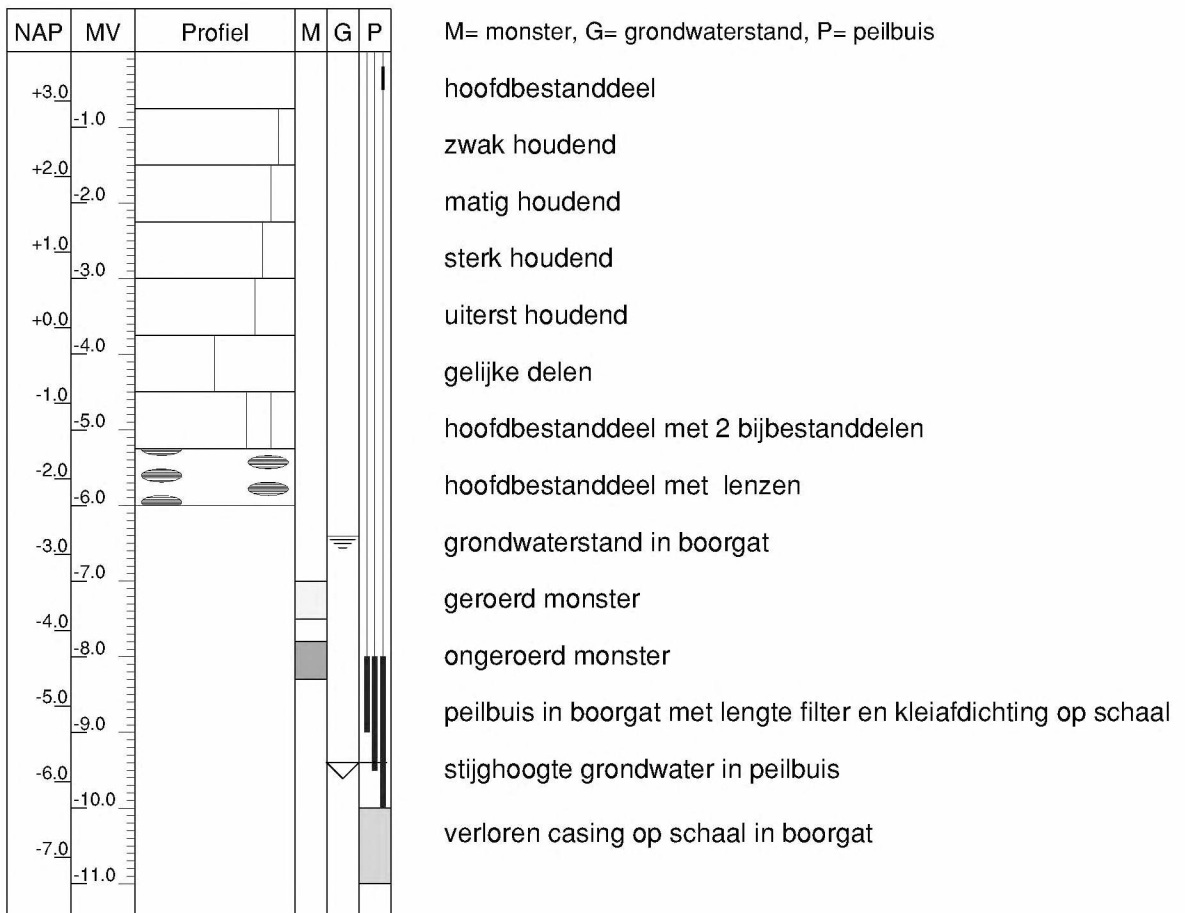 NAP MV Profiel M G P M= monster, G= grondwaterstand, P= peilbuis
+3.0 hoofdbestanddeel
-1.0 zwak houdend
+2.0
-2.0 matig houdend
+1.0 sterk houdend
-3.0
+0.0 uiterst houdend
-4.0
gelijke delen
-1.0
-5.0 hoofdbestanddeel met 2 bijbestanddelen
-2.0 hoofdbestanddeel met lenzen
-6.0
-3.0 grondwaterstand in boorgat
-7.0
geroerd monster
-4.0
-8.0 ongeroerd monster
-5.0 peilbuis in boorgat met lengte filter en kleiafdichting op schaal
-9.0
-6.0 stijghoogte grondwater in peilbuis
-10.0
verloren casing op schaal in boorgat
-7.0
-11.0